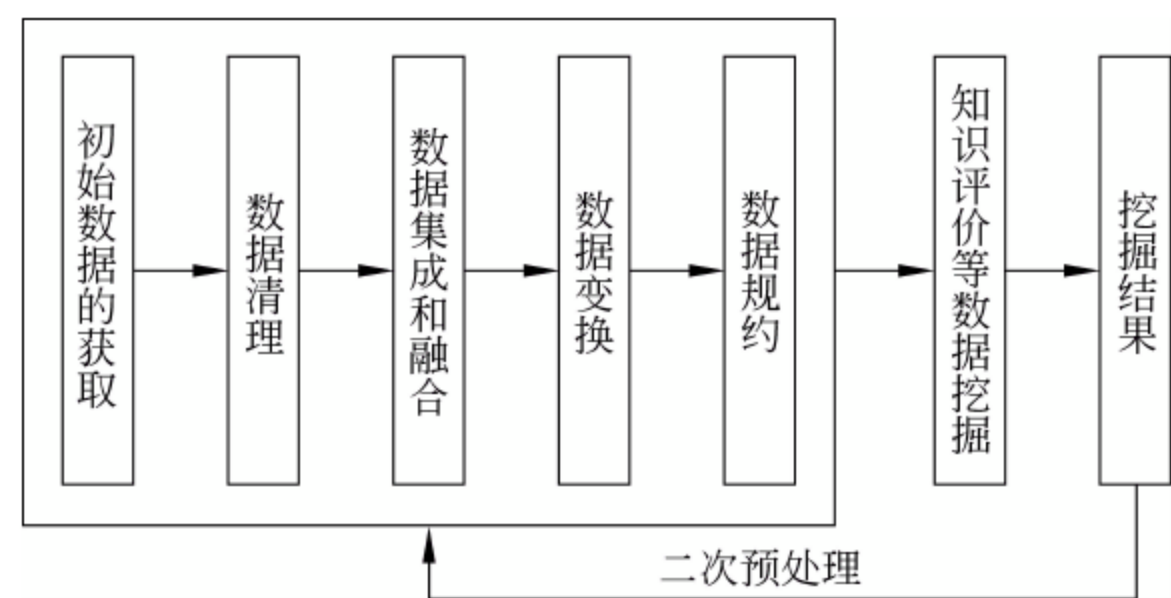 初始数据的获取
数据清理
数据集成和融合
数据变换
数据规约
知识评价等数据挖掘
挖掘结果
二次预处理